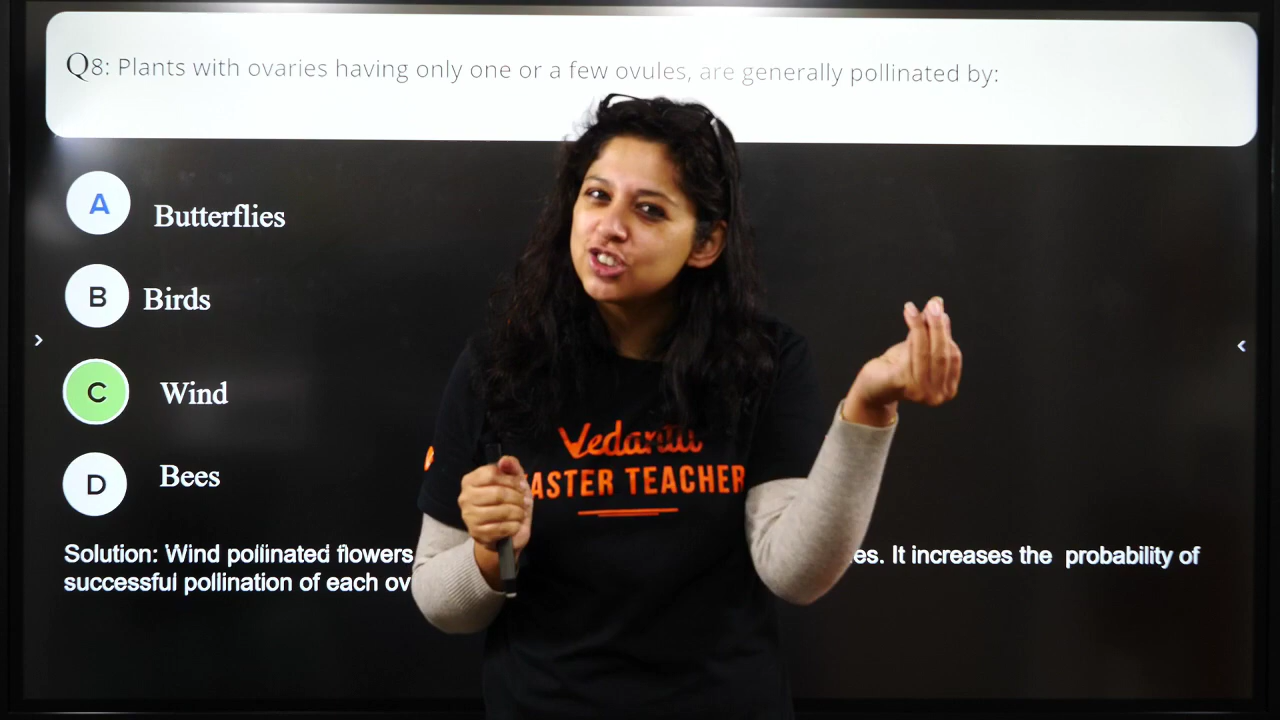 Q8: Plants with ovaries having only one or a few ovules, are generally pollinated by:
A Butterflies
B Birds
C Wind
D Bees
Solution: Wind pollinated flowers es. It increases the probability of
successful pollination of each ov
Vedantu
MASTER TEACHER